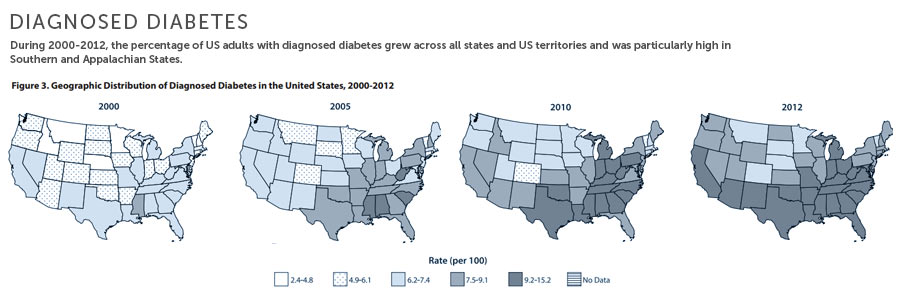 DIAGNOSED DIABETES
During 2000-2012, the percentage of US adults with diagnosed diabetes grew across all states and US territories and was particularly high in
Southern and Appalachian States.
Figure 3. Geographic Distribution of Diagnosed Diabetes in the United States, 2000-2012
2000 2005 2010 2012
Rate (per 100)
2.4-4.8 4.9-6.1 6.2-7.4 7.5-9.1 9.2-15.2 No Data